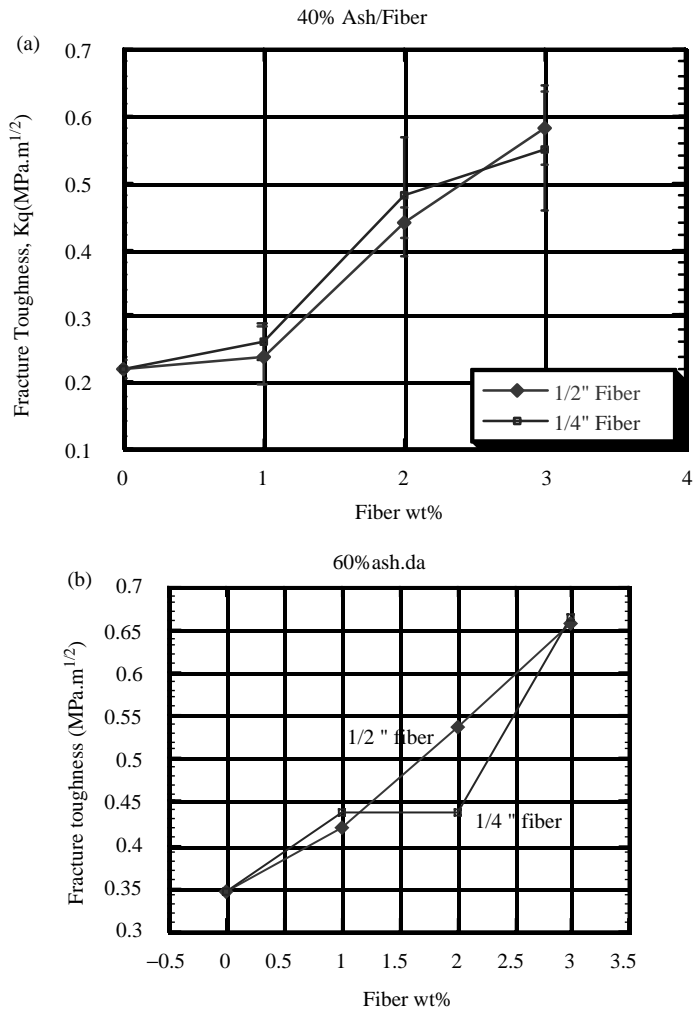 40% Ash/Fiber
(a)
0.7
0.6
0.5
0.4
0.3
0.2
0.1
Fracture Toughness, Kq(MPa.m1/2)
1/2" Fiber
1/4" Fiber
0 1 2 3 4
Fiber wt%
60%ash.da
(b)
0.7
0.65
0.6
0.55
0.5
0.45
0.4
0.35
0.3
Fracture toughness (MPa.m1/2)
1/2 " fiber
1/4 " fiber
−0.5 0 0.5 1 1.5 2 2.5 3 3.5
Fiber wt%